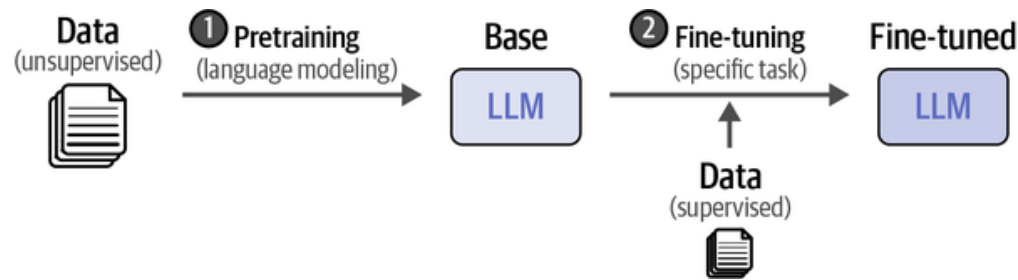 Data
(unsupervised)
1 Pretraining
(language modeling)
Base
LLM
2 Fine-tuning
(specific task)
Data
(supervised)
Fine-tuned
LLM